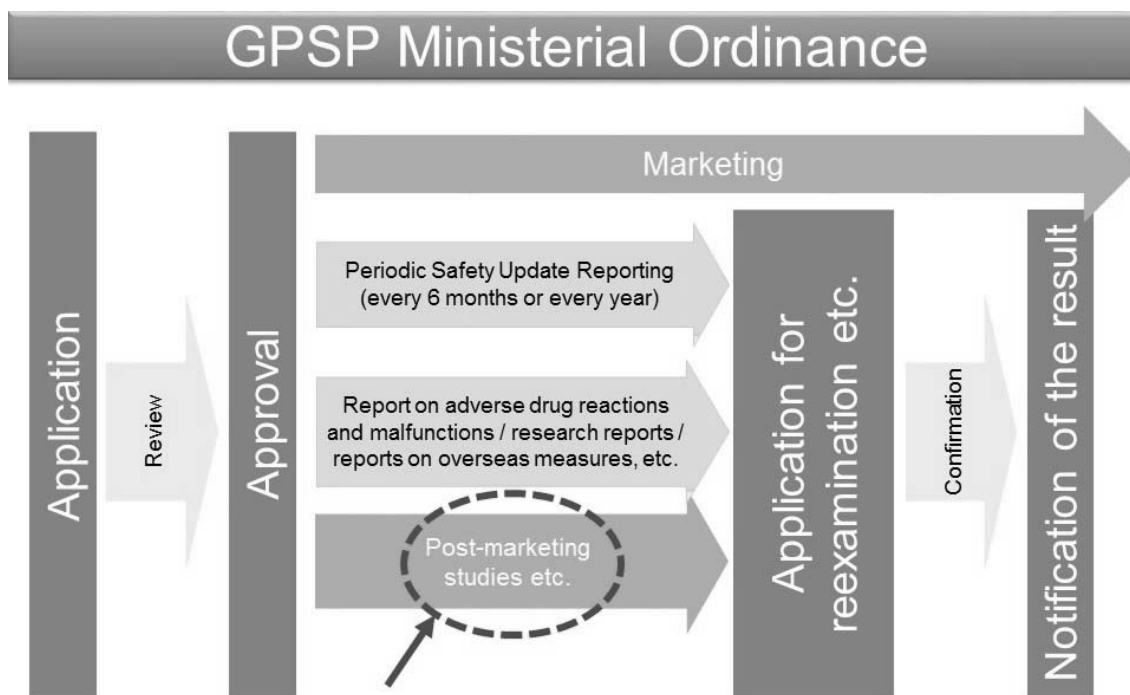 GPSP Ministerial Ordinance
Application
Review
Approval
Marketing
Periodic Safety Update Reporting
(every 6 months or every year)
Report on adverse drug reactions
and malfunctions / research reports /
reports on overseas measures, etc.
Post-marketing
studies etc.
Application for
reexamination etc.
Confirmation
Notification of the result